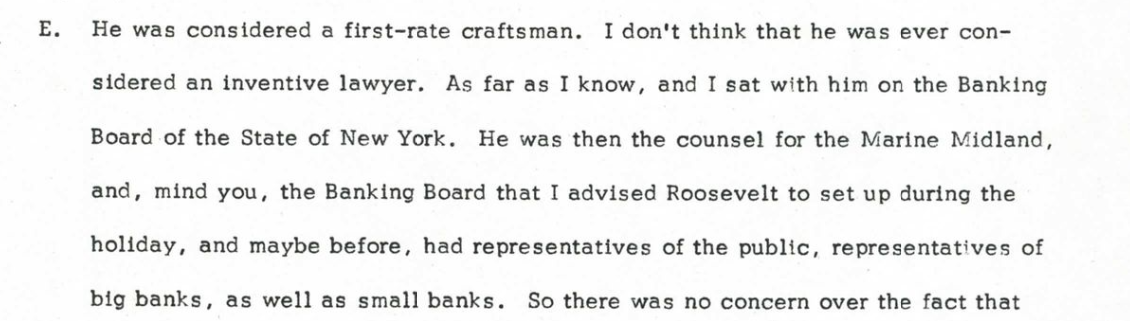 E. He was considered a first-rate craftsman. I don't think that he was ever con-
sidered an inventive lawyer. As far as I know, and I sat with him on the Banking
Board of the State of New York. He was then the counsel for the Marine Midland,
and, mind you, the Banking Board that I advised Roosevelt to set up during the
holiday, and maybe before, had representatives of the public, representatives of
big banks, as well as small banks. So there was no concern over the fact that